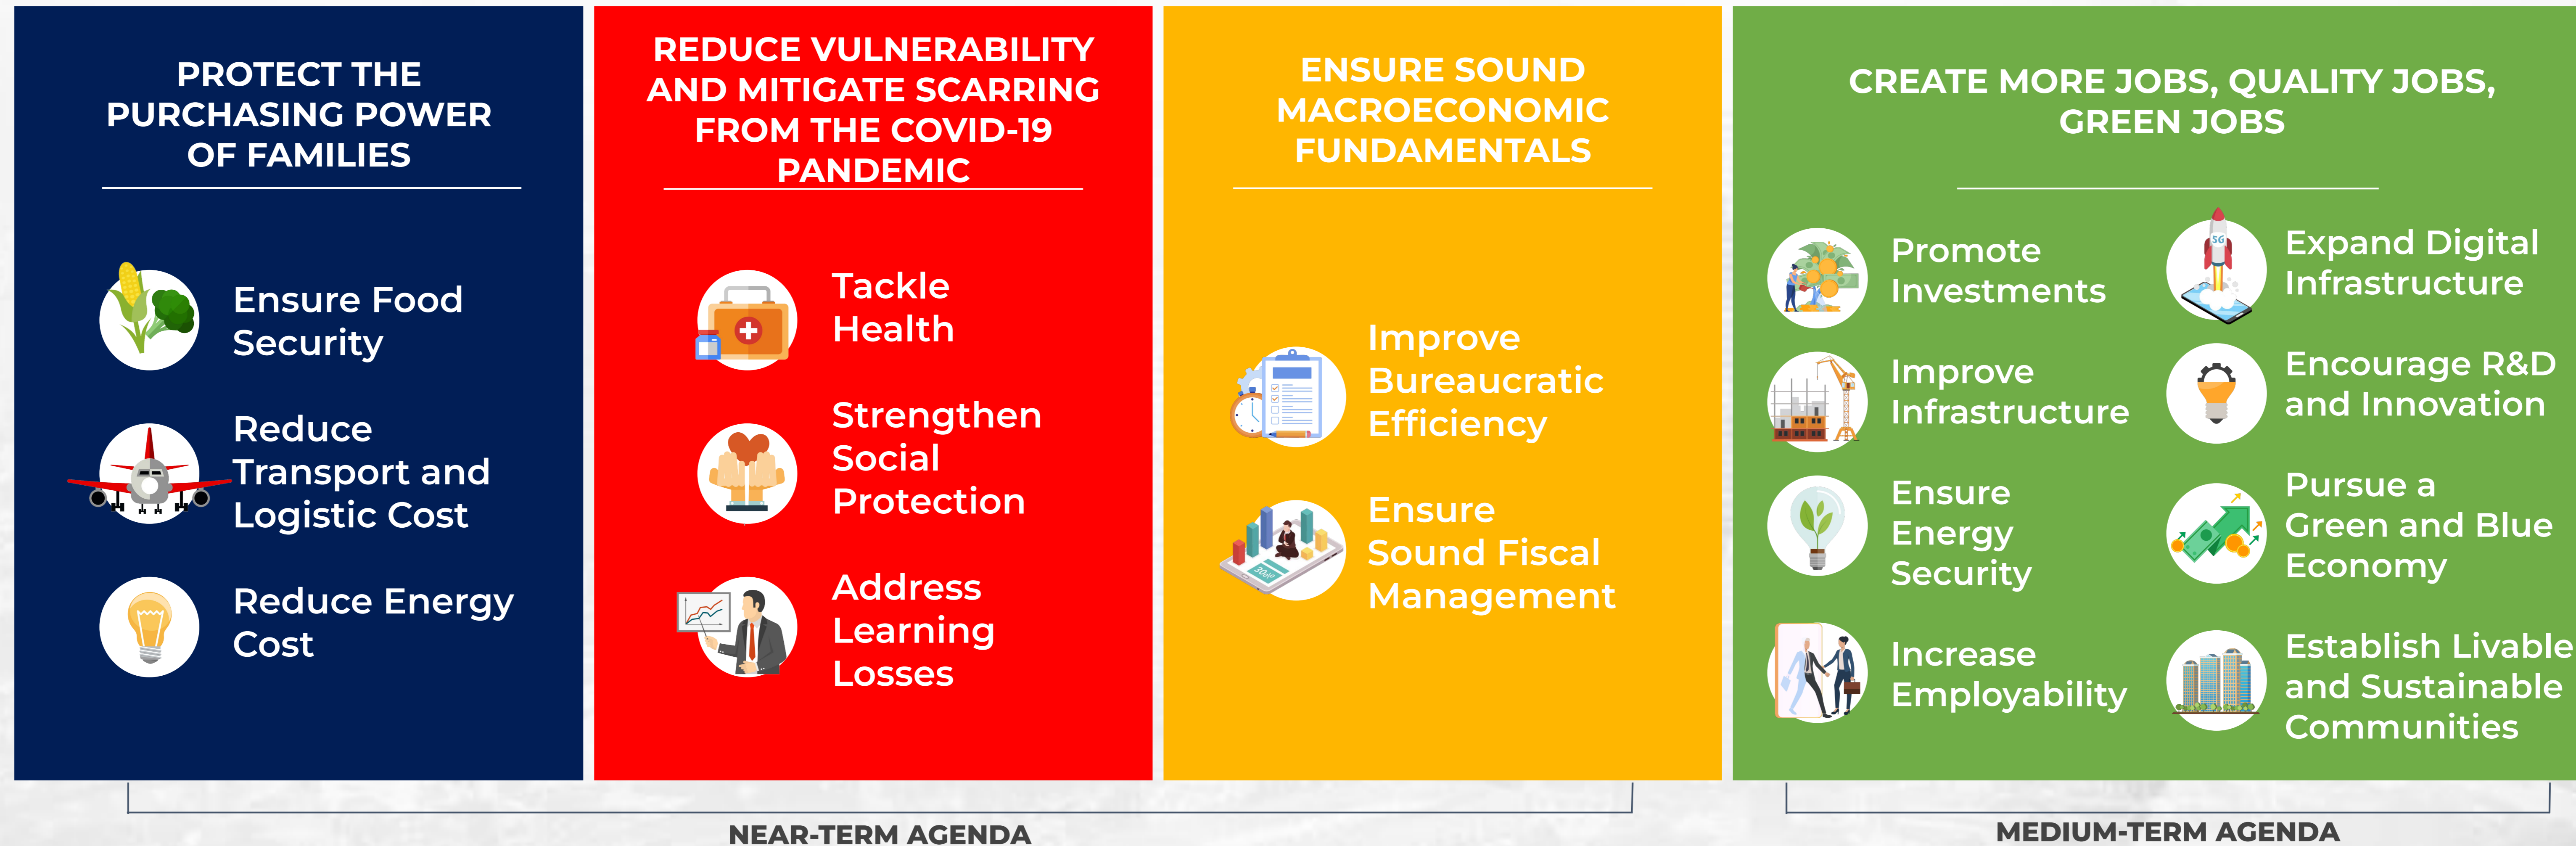 PROTECT THE
PURCHASING POWER
OF FAMILIES
Ensure Food
Security
Reduce
Transport and
Logistic Cost
Reduce Energy
Cost
REDUCE VULNERABILITY
AND MITIGATE SCARRING
FROM THE COVID-19
PANDEMIC
Tackle
Health
Strengthen
Social
Protection
Address
Learning
Losses
ENSURE SOUND
MACROECONOMIC
FUNDAMENTALS
Improve
Bureaucratic
Efficiency
Ensure
Sound Fiscal
Management
CREATE MORE JOBS, QUALITY JOBS,
GREEN JOBS
Promote
Investments
Improve
Infrastructure
Ensure
Energy
Security
Increase
Employability
5G
Expand Digital
Infrastructure
Encourage R&D
and Innovation
Pursue a
Green and Blue
Economy
Establish Livable
and Sustainable
Communities
NEAR-TERM AGENDA
MEDIUM-TERM AGENDA